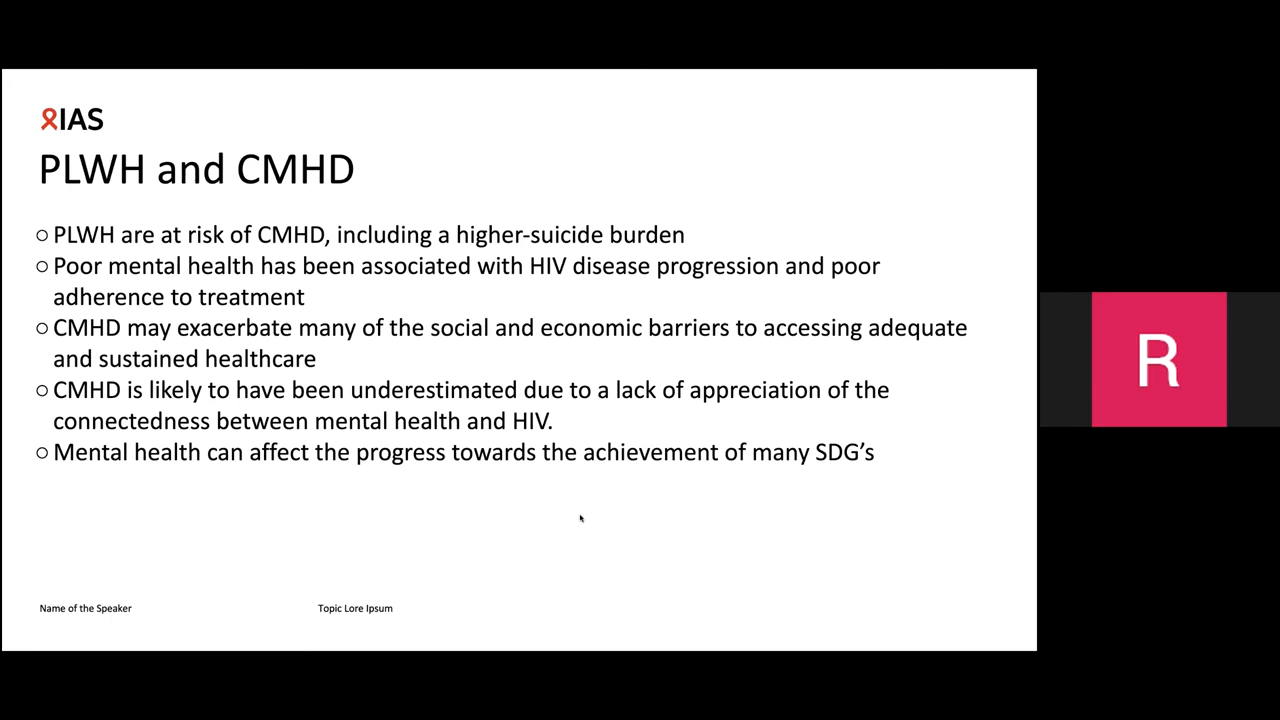 IAS
PLWH and CMHD
○ PLWH are at risk of CMHD, including a higher-suicide burden
○ Poor mental health has been associated with HIV disease progression and poor
adherence to treatment
○ CMHD may exacerbate many of the social and economic barriers to accessing adequate
and sustained healthcare
○ CMHD is likely to have been underestimated due to a lack of appreciation of the
connectedness between mental health and HIV.
○ Mental health can affect the progress towards the achievement of many SDG’s
R
Name of the Speaker
Topic Lore Ipsum